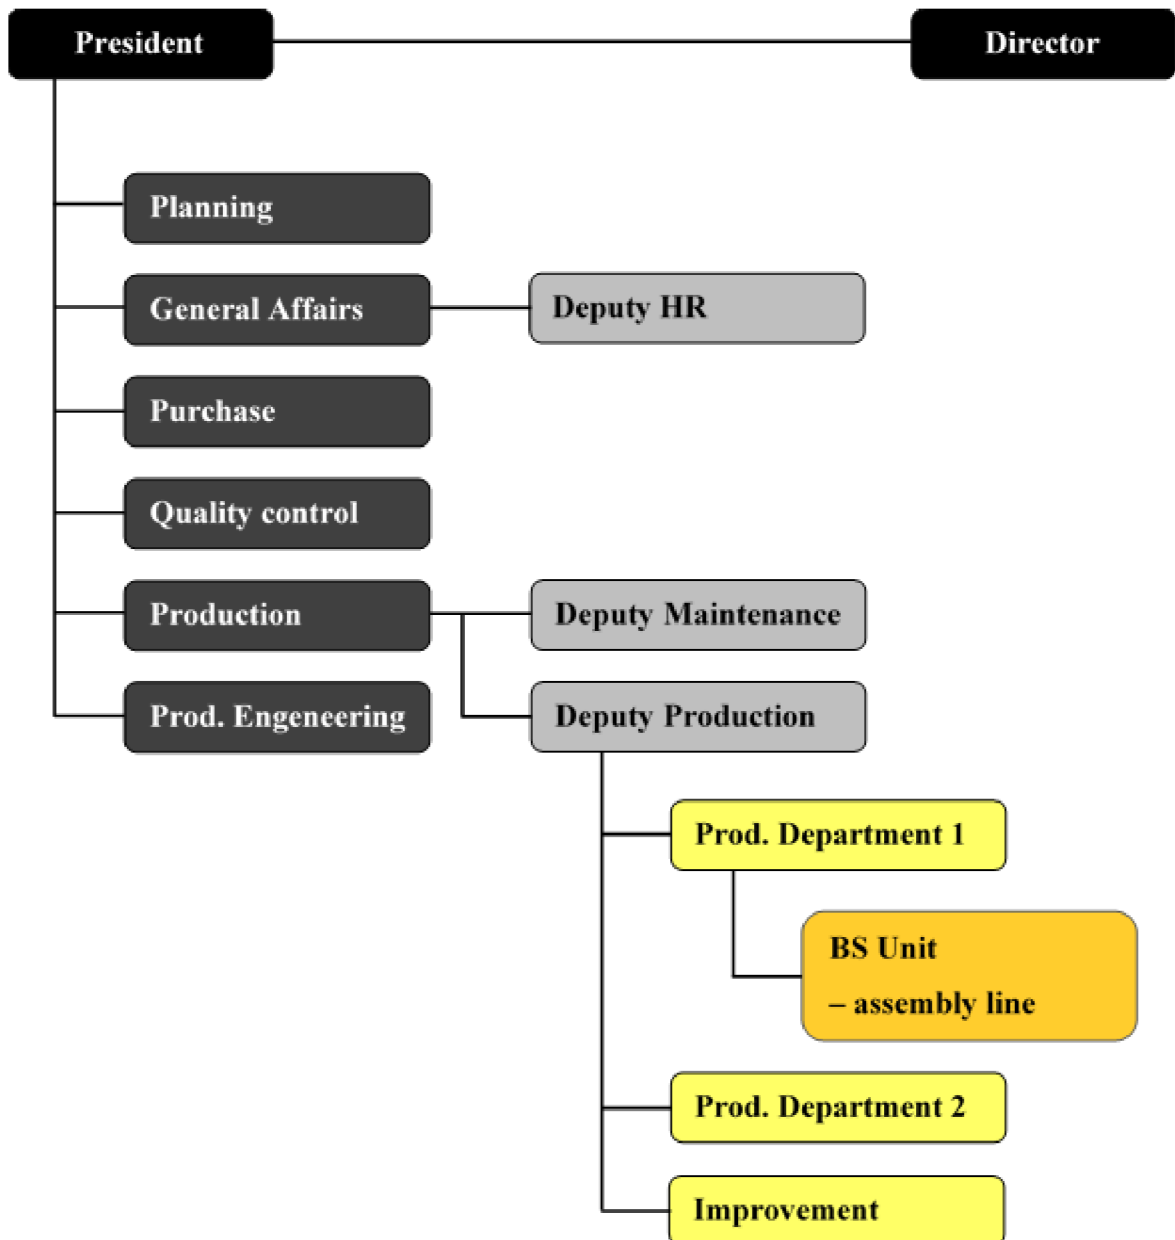 President
Director
Planning
General Affairs
Deputy HR
Purchase
Quality control
Production
Deputy Maintenance
Prod. Engeneering
Deputy Production
Prod. Department 1
BS Unit
– assembly line
Prod. Department 2
Improvement